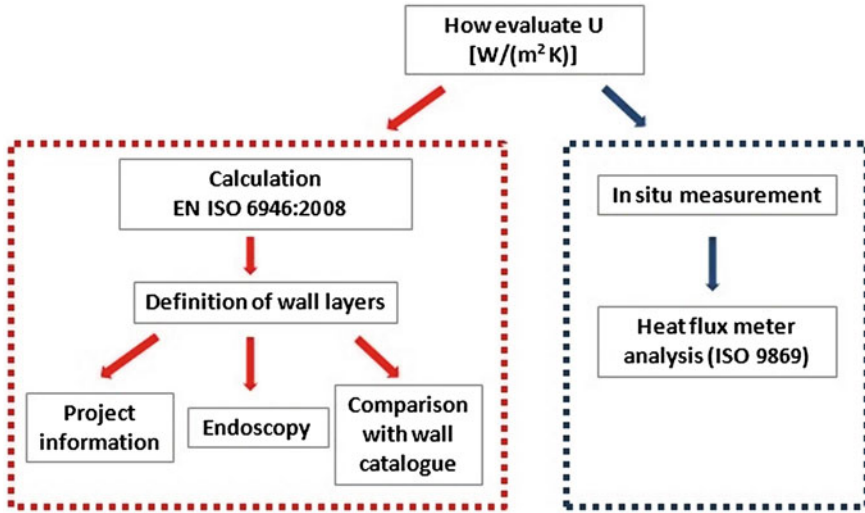 How evaluate U
[W/(m² K)]
Calculation
EN ISO 6946:2008
Definition of wall layers
Project
information
Endoscopy
Comparison
with wall
catalogue
In situ measurement
Heat flux meter
analysis (ISO 9869)